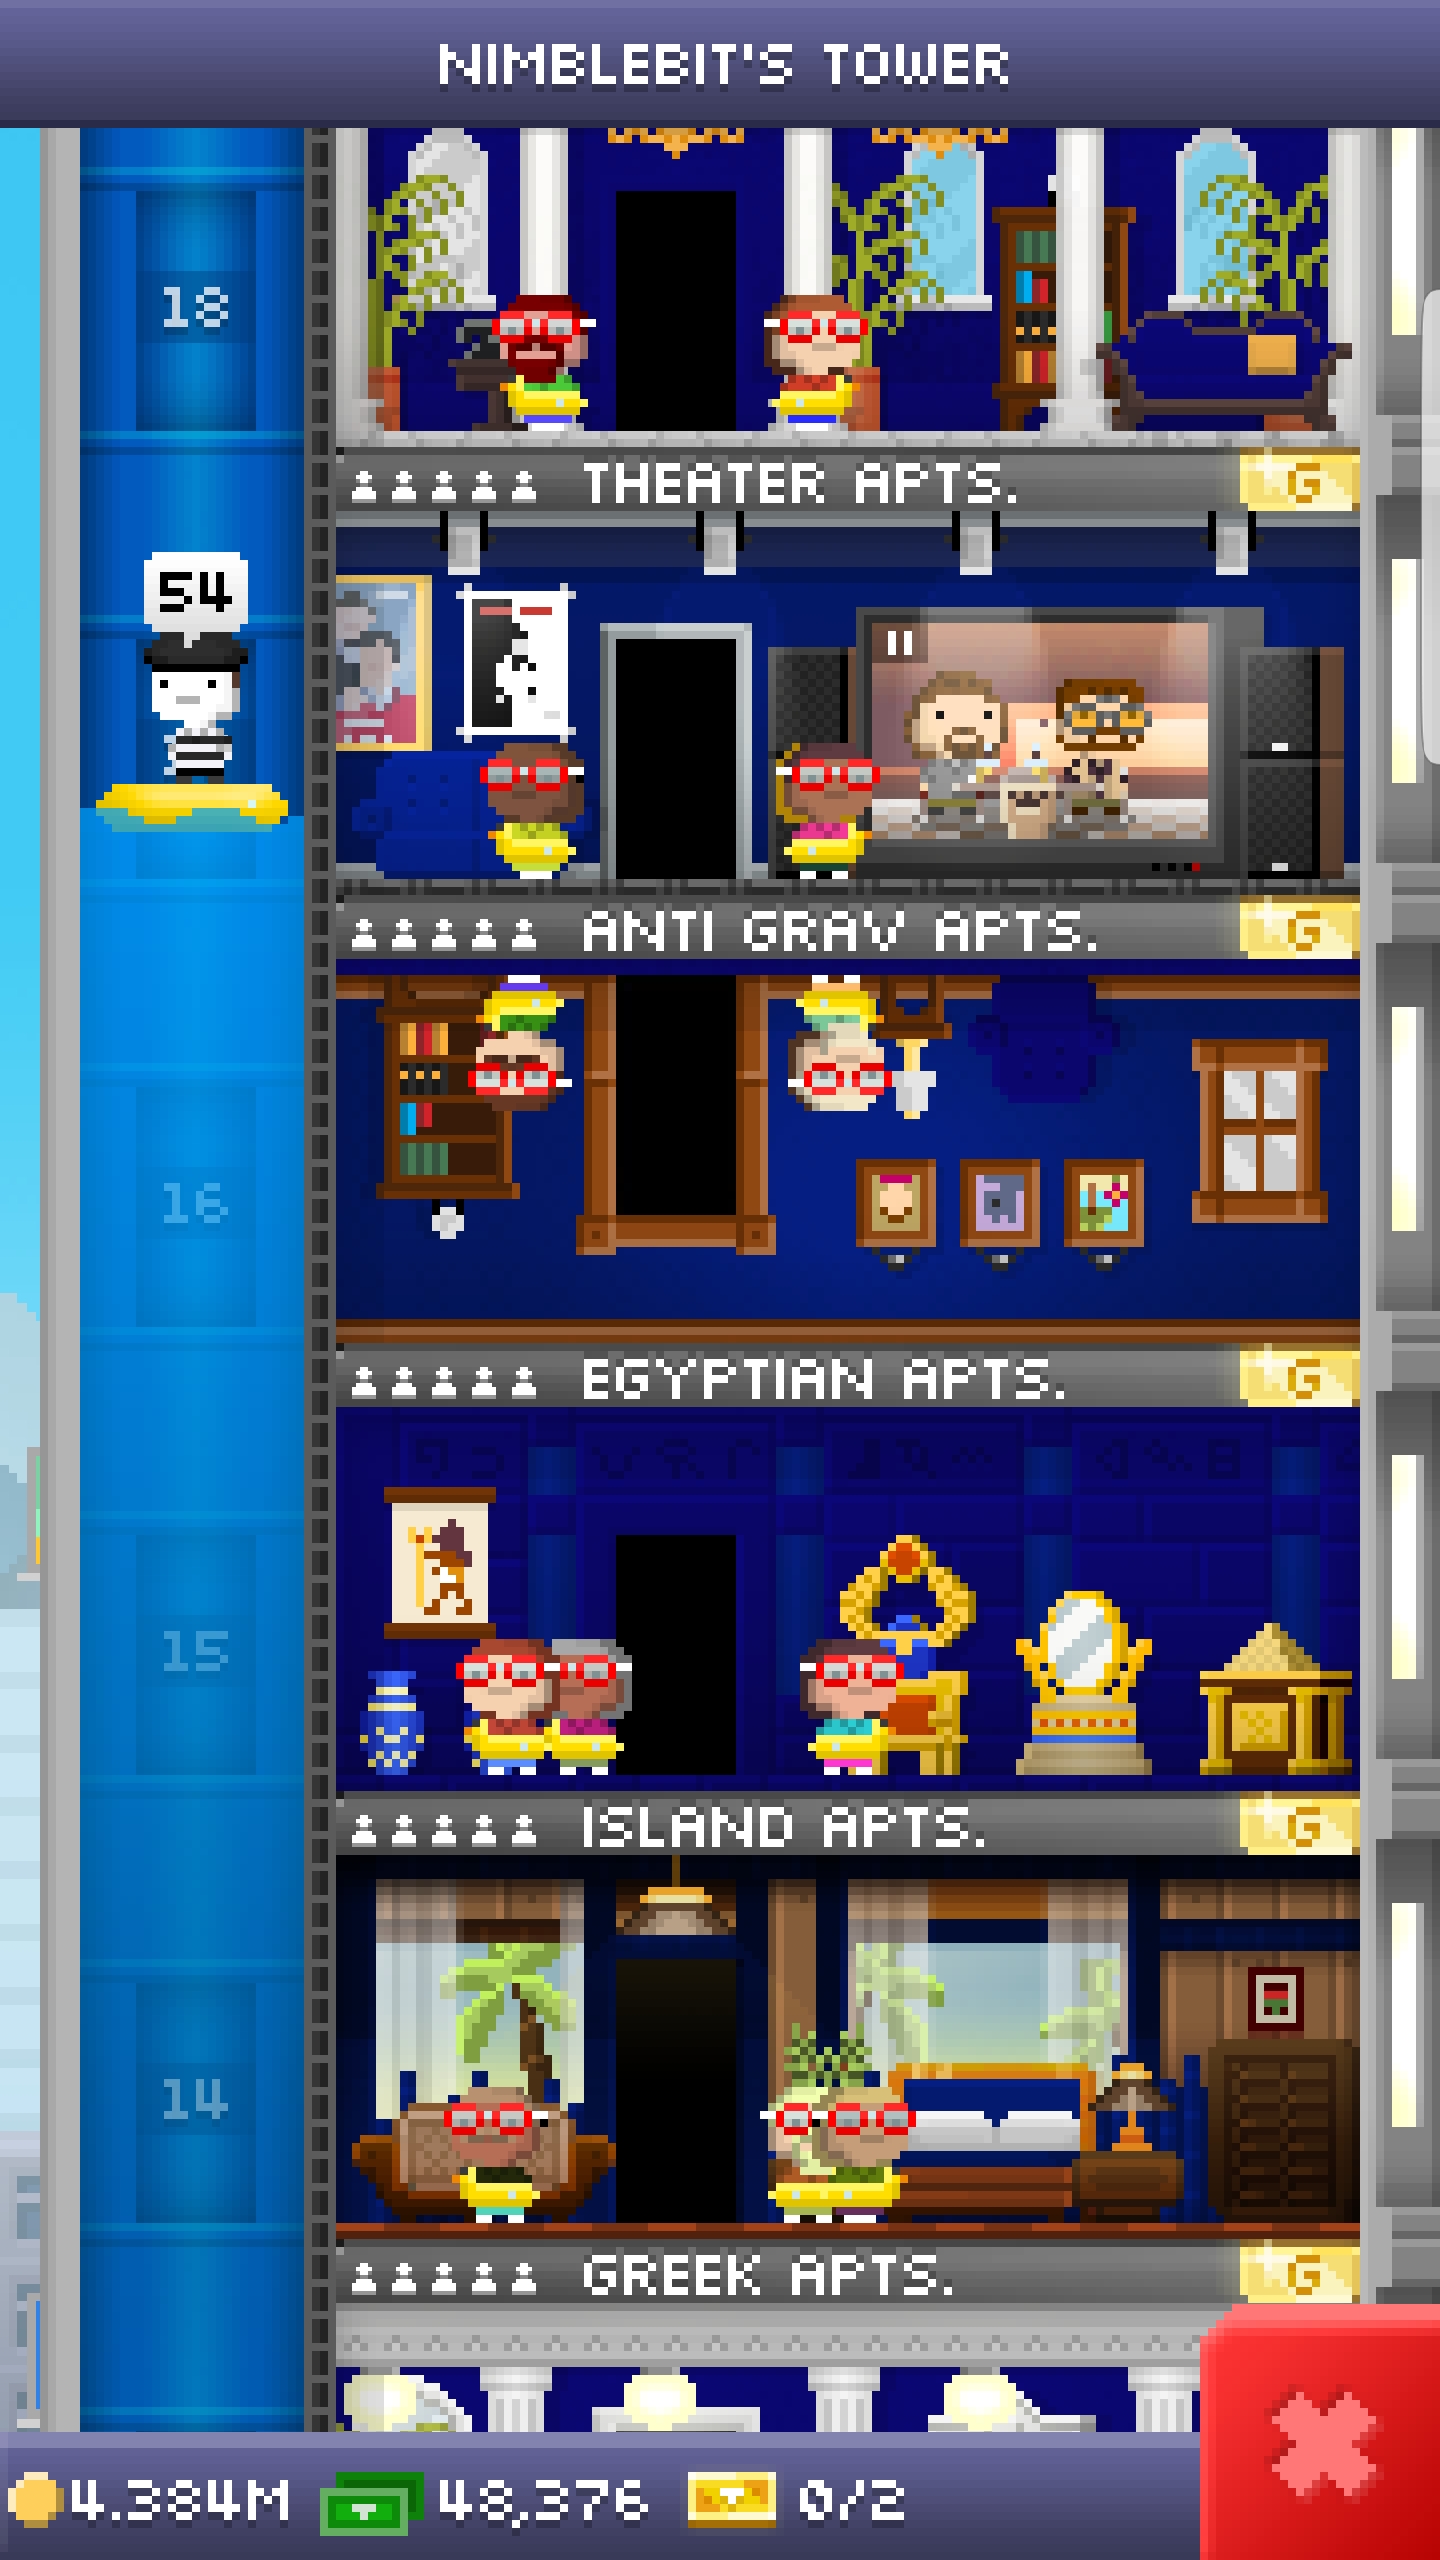 NIMBLEBIT'S TOWER
18
THEATER APTS. G
54
ANTI GRAV APTS. G
16
EGYPTIAN APTS. G
15
ISLAND APTS. G
14
GREEK APTS. G
4.384M 48,376 0/2